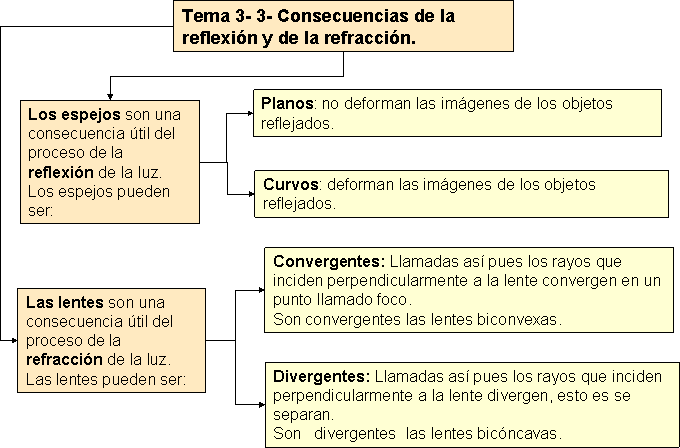 Tema 3- 3- Consecuencias de la
reflexión y de la refracción.
Los espejos son una
consecuencia útil del
proceso de la
reflexión de la luz.
Los espejos pueden
ser:
Planos: no deforman las imágenes de los objetos
reflejados.
Curvos: deforman las imágenes de los objetos
reflejados.
Las lentes son una
consecuencia útil del
proceso de la
refracción de la luz.
Las lentes pueden ser:
Convergentes: Llamadas así pues los rayos que
inciden perpendicularmente a la lente convergen en un
punto llamado foco.
Son convergentes las lentes biconvexas.
Divergentes: Llamadas así pues los rayos que inciden
perpendicularmente a la lente divergen, esto es se
separan.
Son divergentes las lentes bicóncavas.